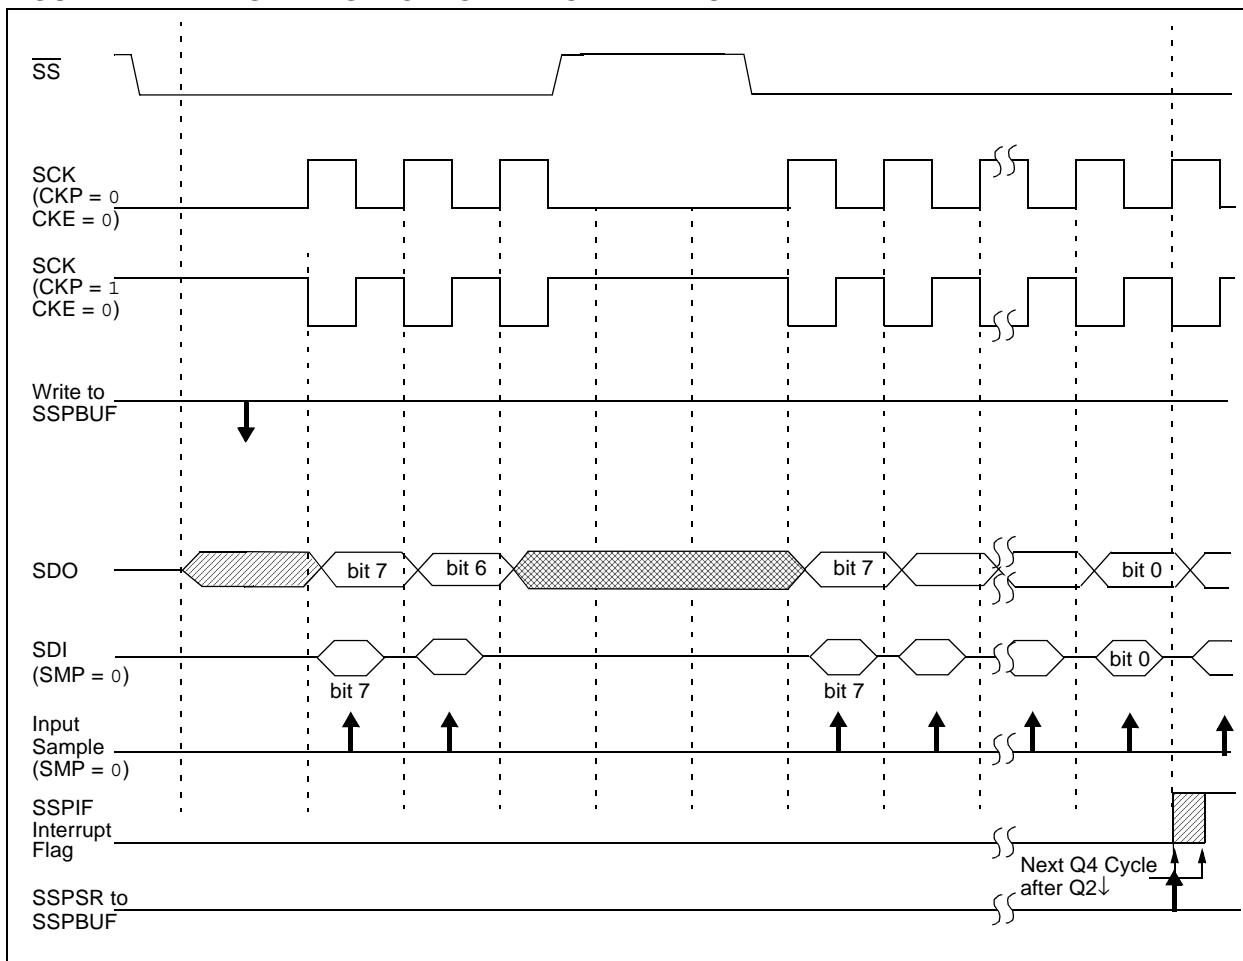 SS
SCK
(CKP = 0
CKE = 0)
SCK
(CKP = 1
CKE = 0)
Write to
SSPBUF
SDO
bit 7
bit 6
bit 7
bit 0
SDI
(SMP = 0)
bit 7
bit 7
bit 0
Input
Sample
(SMP = 0)
SSPIF
Interrupt
Flag
Next Q4 Cycle
after Q2↓
SSPSR to
SSPBUF